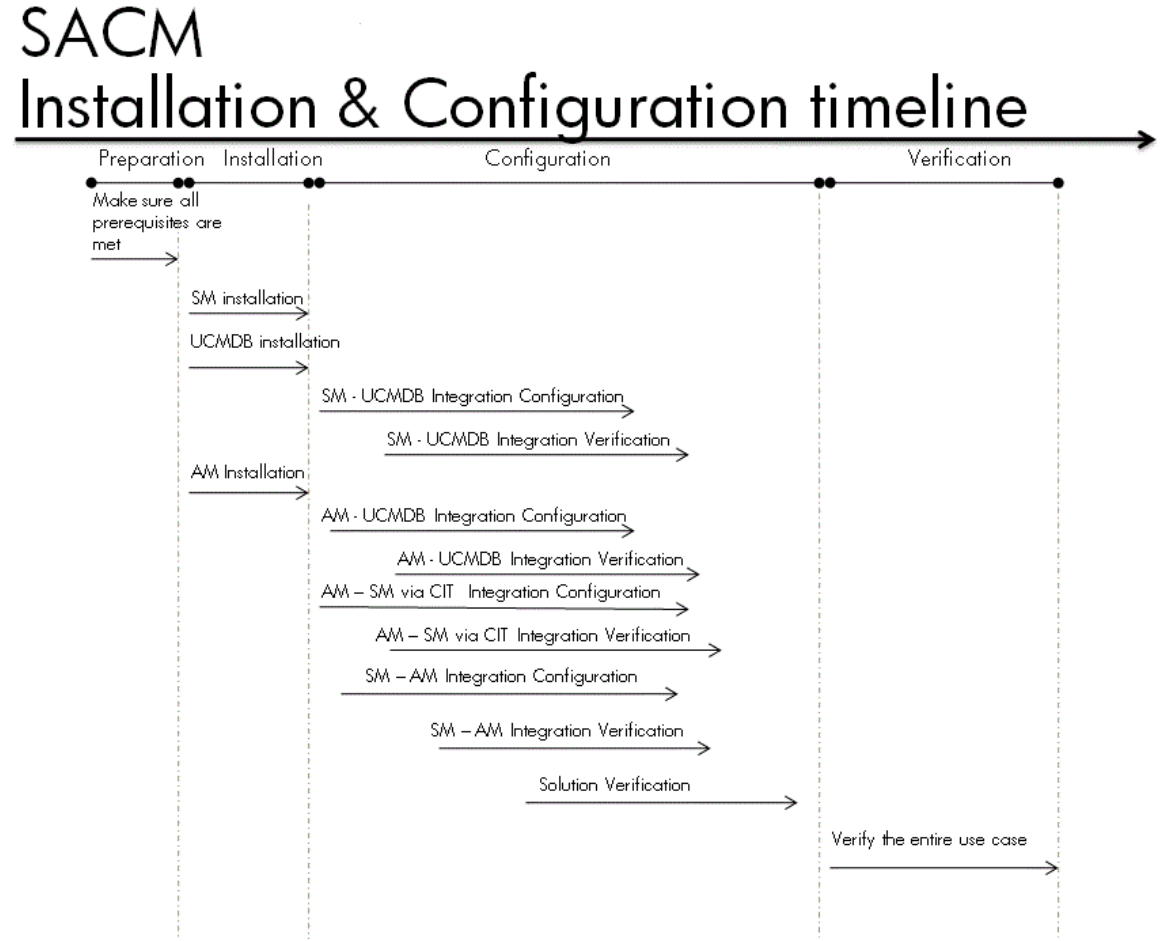 SACM
Installation & Configuration timeline
Preparation
Installation
Configuration
Verification
Make sure all
prerequisites are
met
SM installation
UCMDB installation
SM - UCMDB Integration Configuration
SM - UCMDB Integration Verification
AM Installation
AM - UCMDB Integration Configuration
AM - UCMDB Integration Verification
AM – SM via CIT Integration Configuration
AM – SM via CIT Integration Verification
SM – AM Integration Configuration
SM – AM Integration Verification
Solution Verification
Verify the entire use case